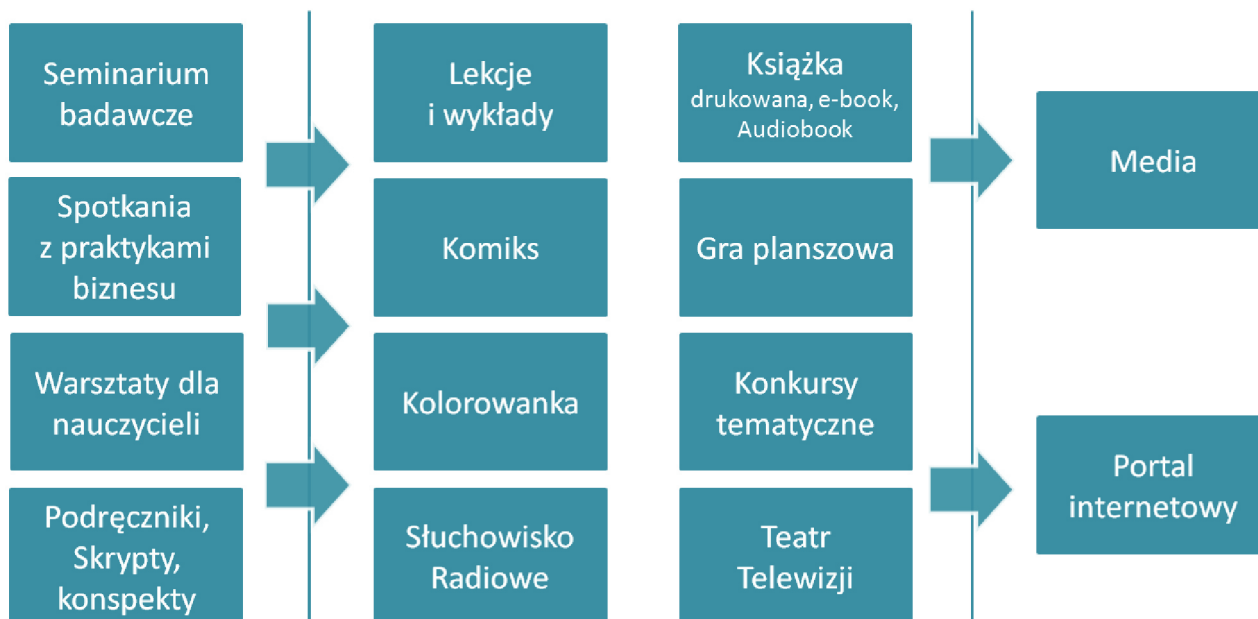 Seminarium
badawcze
Spotkania
z praktykami
biznesu
Warsztaty dla
nauczycieli
Podręczniki,
Skrypty,
konspekty
Lekcje
i wykłady
Komiks
Kolorowanka
Słuchowisko
Radiowe
Książka
drukowana, e-book,
Audiobook
Gra planszowa
Konkursy
tematyczne
Teatr
Telewizji
Media
Portal
internetowy